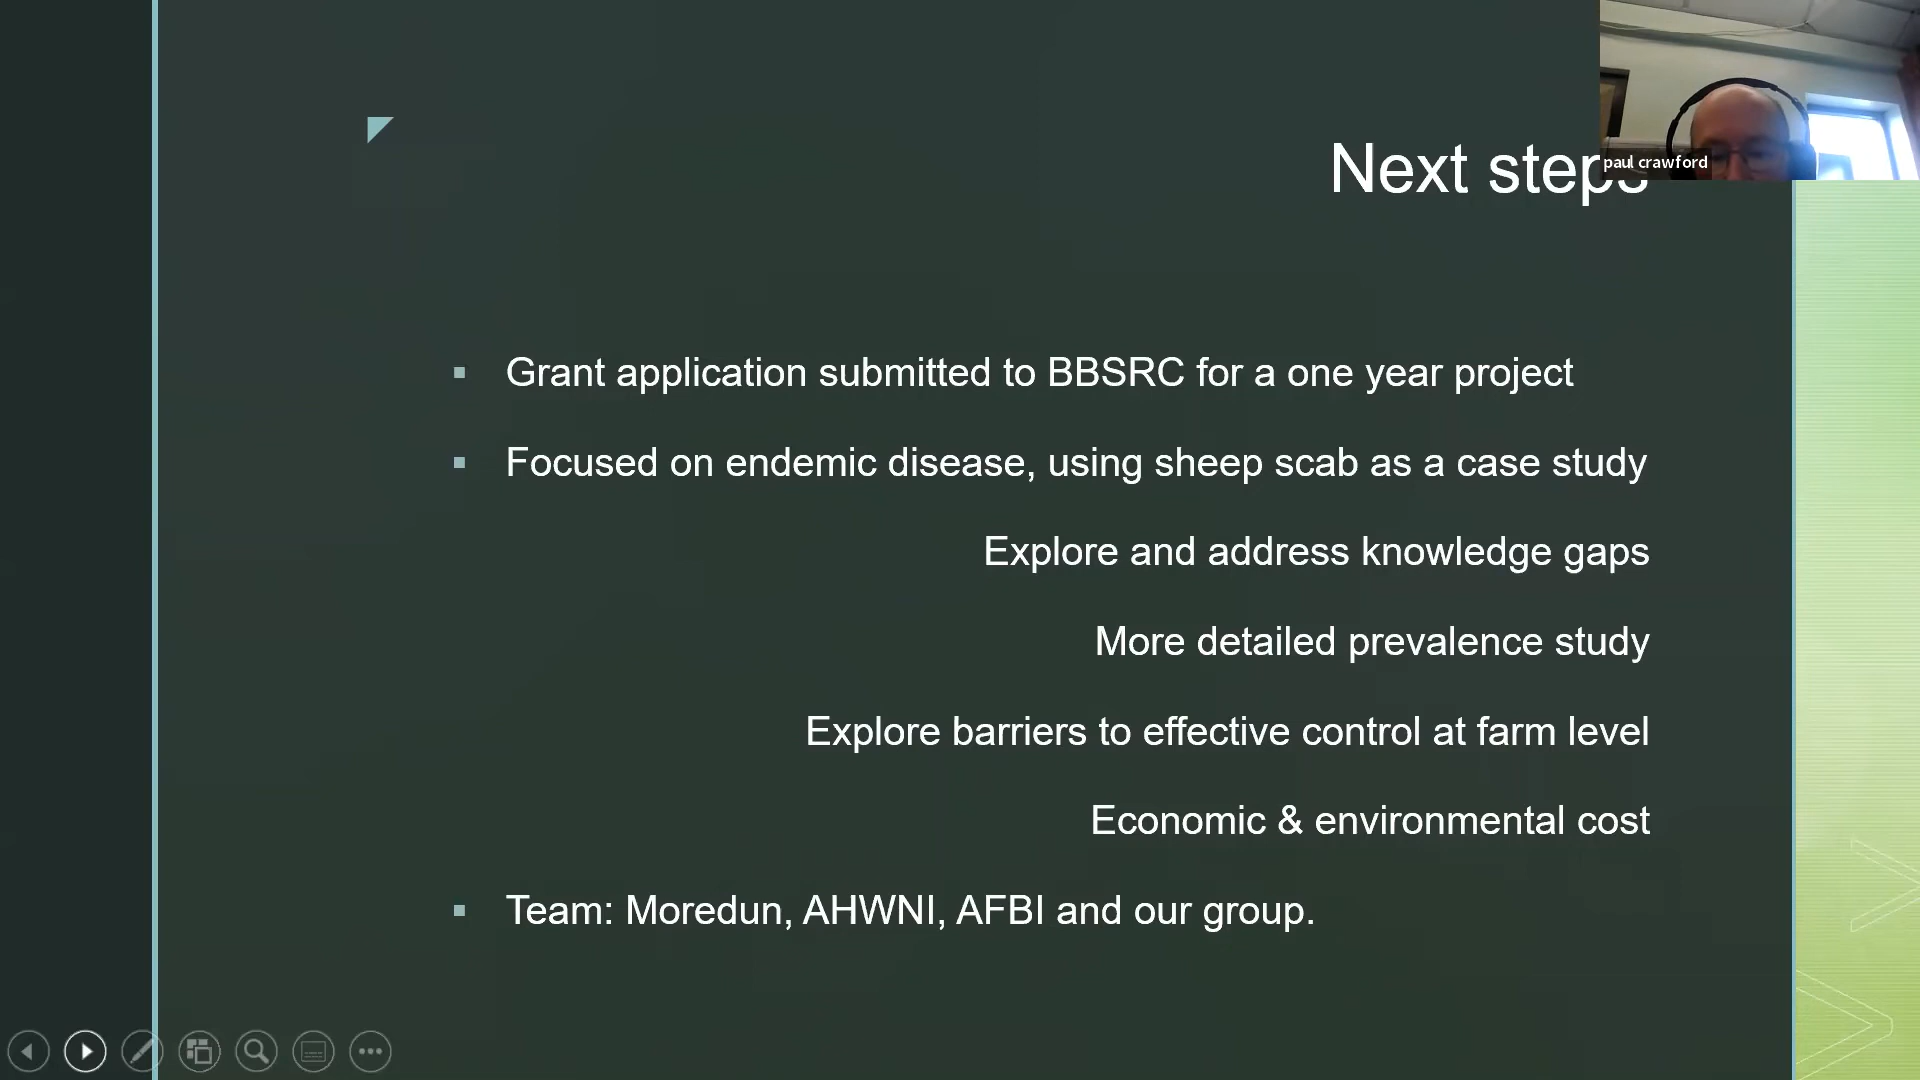 Next steps
paul crawford
Grant application submitted to BBSRC for a one year project
Focused on endemic disease, using sheep scab as a case study
Explore and address knowledge gaps
More detailed prevalence study
Explore barriers to effective control at farm level
Economic & environmental cost
Team: Moredun, AHWNI, AFBI and our group.